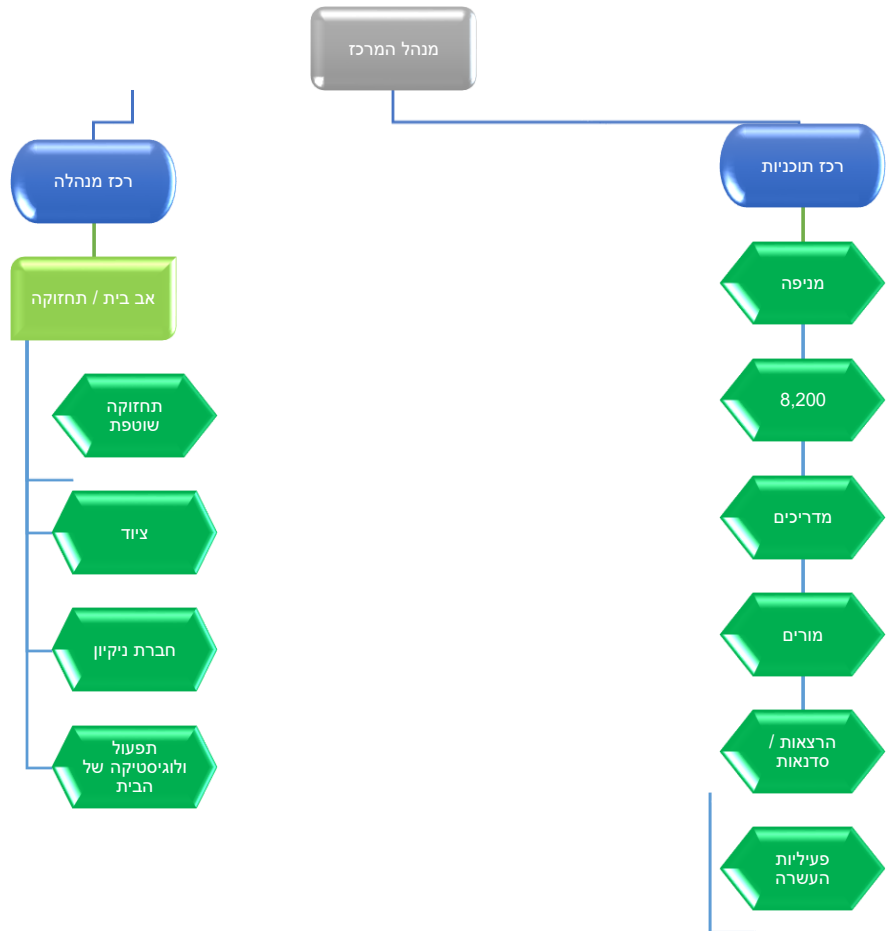 מנהל המרכז
רכז תוכניות
מניפה
8,200
מדריכים
מורים
הרצאות /
סדנאות
פעיליות
העשרה
רכז מנהלה
אב בית / תחזוקה
תחזוקה
שוטפת
ציוד
חברת ניקיון
תפעול
ולוגיסטיקה של
הבית